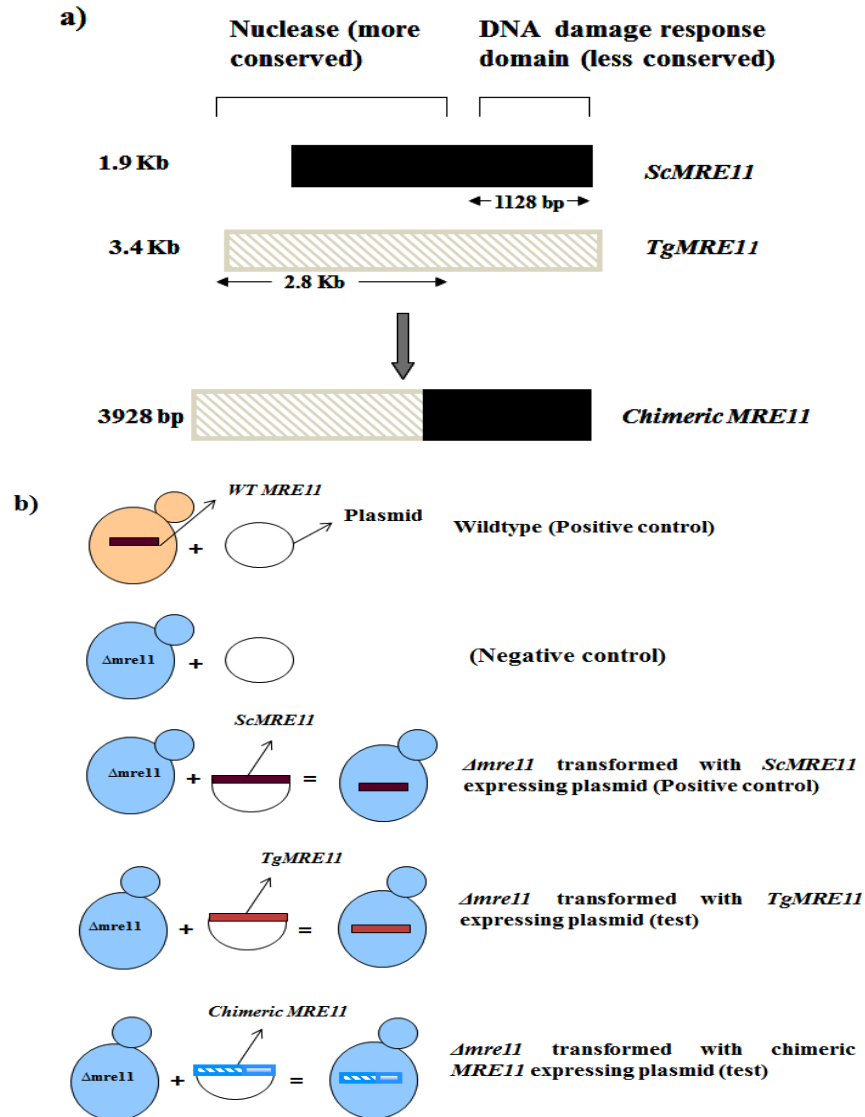 a)
Nuclease (more
conserved)
DNA damage response
domain (less conserved)
1.9 Kb
ScMRE11
1128 bp
3.4 Kb
TgMRE11
2.8 Kb
3928 bp
Chimeric MRE11
b)
WT MRE11
Plasmid
+
Wildtype (Positive control)
Δmre11
+
(Negative control)
ScMRE11
Δmre11
+
=
Δmre11 transformed with ScMRE11
expressing plasmid (Positive control)
TgMRE11
Δmre11
+
=
Δmre11 transformed with TgMRE11
expressing plasmid (test)
Chimeric MRE11
Δmre11
+
=
Δmre11 transformed with chimeric
MRE11 expressing plasmid (test)